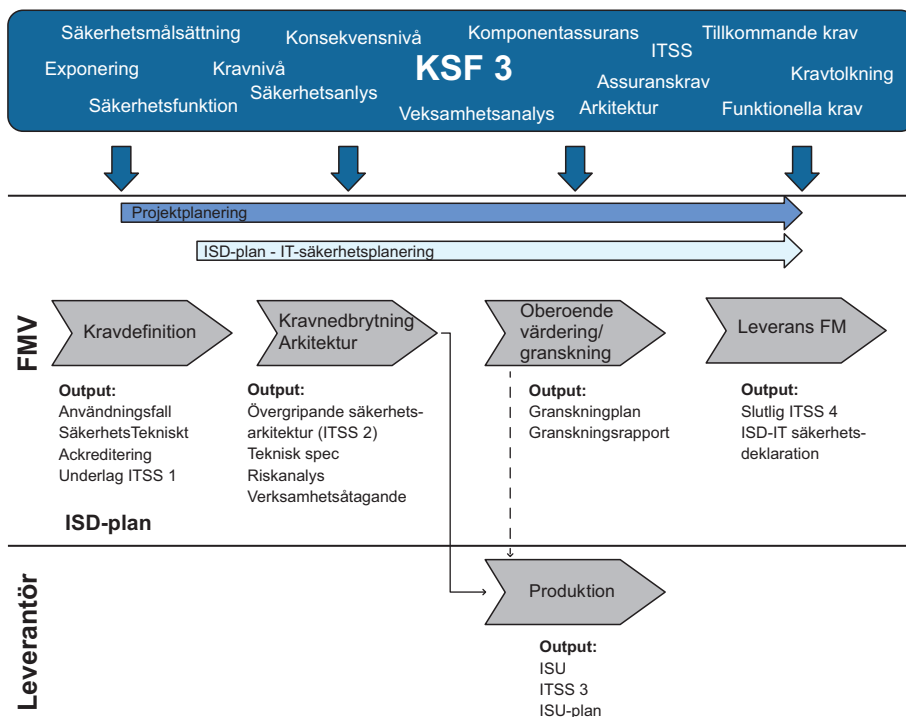 Säkerhetsmålsättning
Konsekvensnivå
Komponentassurans
Tillkommande krav
ITSS
Exponering
Kravnivå
KSF 3
Assuranskrav
Kravtolkning
Säkerhetsfunktion
Säkerhetsanlys
Veksamhetsanalys
Arkitektur
Funktionella krav
Projektplanering
ISD-plan - IT-säkerhetsplanering
FMV
Kravdefinition
Output:
Användningsfall
SäkerhetsTekniskt
Ackreditering
Underlag ITSS 1
ISD-plan
Kravnedbrytning
Arkitektur
Output:
Övergripande säkerhets-
arkitektur (ITSS 2)
Teknisk spec
Riskanalys
Verksamhetsåtagande
Oberoende
värdering/
granskning
Output:
Granskningplan
Granskningsrapport
Leverans FM
Output:
Slutlig ITSS 4
ISD-IT säkerhets-
deklaration
Leverantör
Produktion
Output:
ISU
ITSS 3
ISU-plan